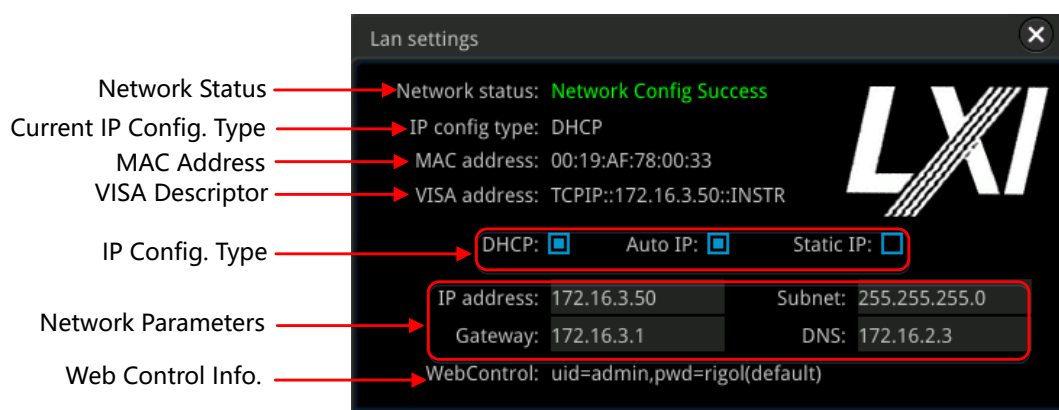 Lan settings
Network Status
Network status: Network Config Success
Current IP Config. Type
IP config type: DHCP
MAC Address
MAC address: 00:19:AF:78:00:33
VISA Descriptor
VISA address: TCPIP::172.16.3.50::INSTR
LXI
IP Config. Type
DHCP: Auto IP: Static IP:
Network Parameters
IP address: 172.16.3.50 Subnet: 255.255.255.0
Gateway: 172.16.3.1 DNS: 172.16.2.3
Web Control Info.
WebControl: uid=admin,pwd=rigol(default)